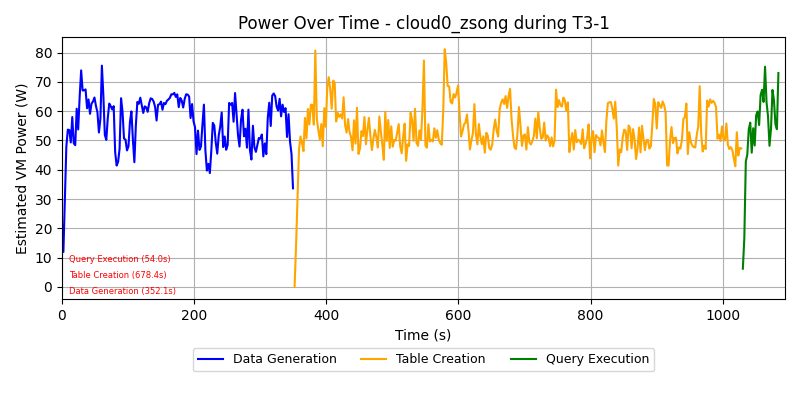 Power Over Time - cloud0_zsong during T3-1
Estimated VM Power (W)
80
70
60
50
40
30
20
10
0
Query Execution (54.0s)
Table Creation (678.4s)
Data Generation (352.1s)
0 200 400 600 800 1000
Time (s)
Data Generation Table Creation Query Execution